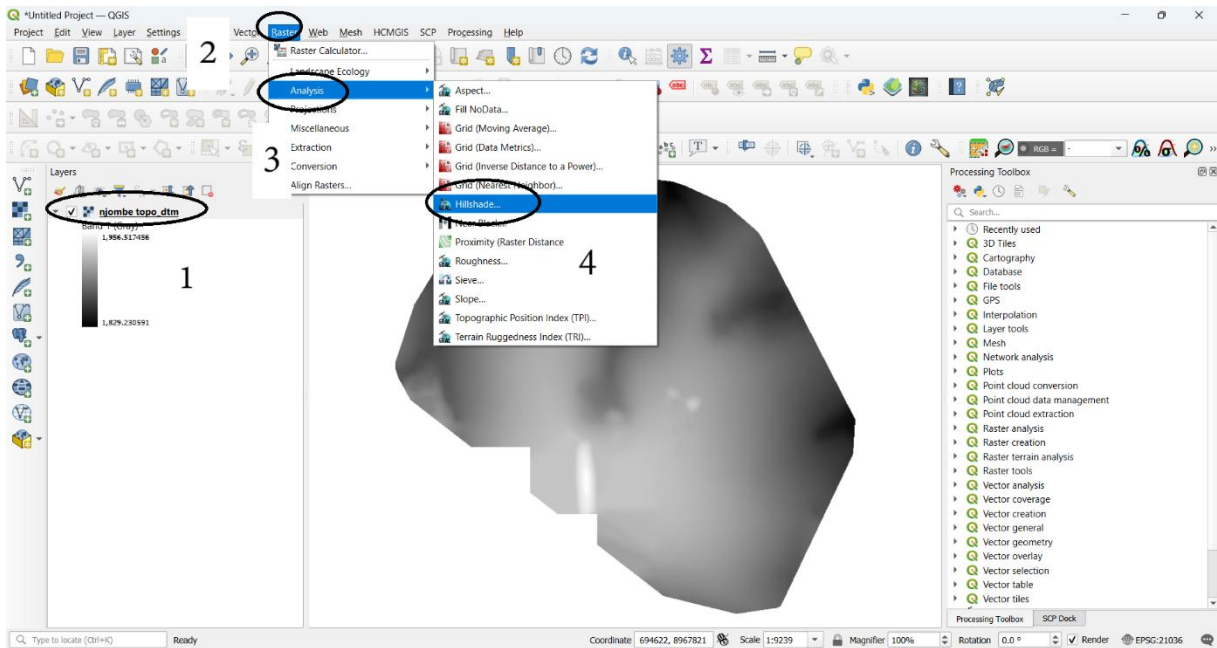 *Untitled Project — QGIS
Project Edit View Layer Settings Vector Raster Web Mesh HCMGIS SCP Processing Help
2
Raster Calculator...
Landscape Ecology
Analysis
Projections
Miscellaneous
Extraction
Conversion
Align Rasters...
3
Aspect...
Fill NoData...
Grid (Moving Average)...
Grid (Data Metrics)...
Grid (Inverse Distance to a Power)...
Grid (Nearest Neighbor)...
Hillshade...
Near Black...
Proximity (Raster Distance
Roughness...
Sieve...
Slope...
Topographic Position Index (TPI)...
Terrain Ruggedness Index (TRI)...
4
RGB = -
Layers
njombe topo_dtm
Band 1 (Gray)
1,956.517456
1,829.230591
1
Processing Toolbox
Search...
Recently used
3D Tiles
Cartography
Database
File tools
GPS
Interpolation
Layer tools
Mesh
Network analysis
Plots
Point cloud conversion
Point cloud data management
Point cloud extraction
Raster analysis
Raster creation
Raster terrain analysis
Raster tools
Vector analysis
Vector coverage
Vector creation
Vector general
Vector geometry
Vector overlay
Vector selection
Vector table
Vector tiles
Processing Toolbox SCP Dock
Type to locate (Ctrl+K) Ready Coordinate 694622, 8967821 Scale 1:9239 Magnifier 100% Rotation 0.0 ° Render EPSG:21036